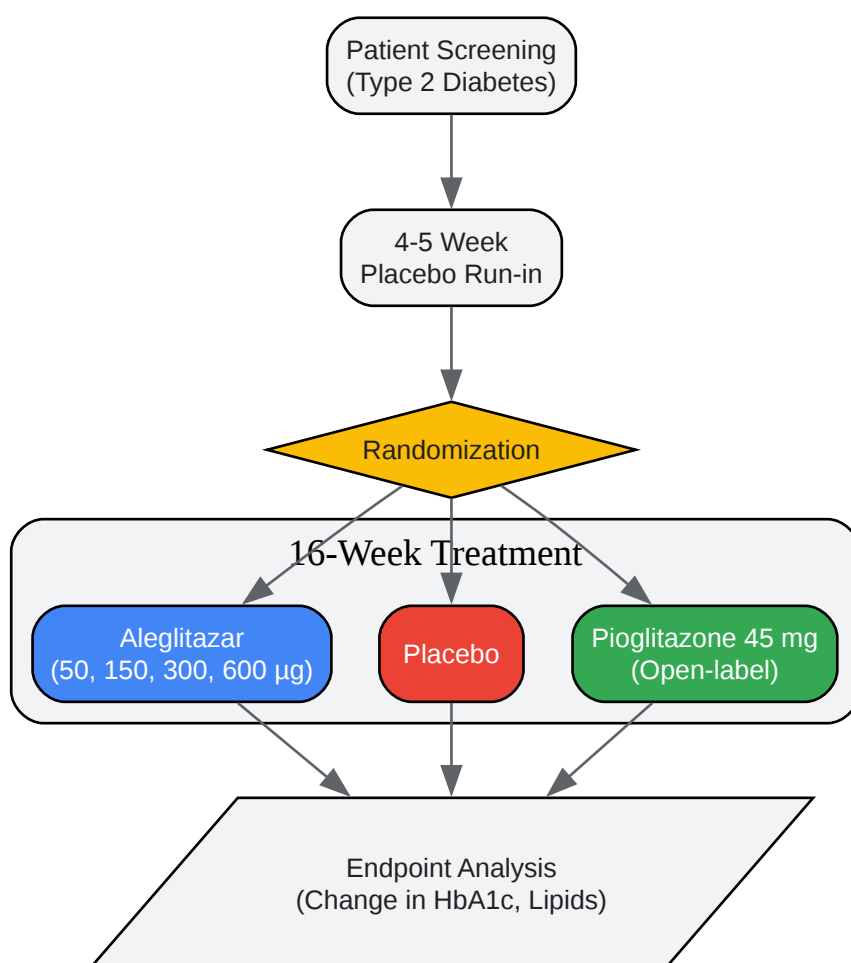 Patient Screening
(Type 2 Diabetes)
4-5 Week
Placebo Run-in
Randomization
16-Week Treatment
Aleglitazar
(50, 150, 300, 600 µg)
Placebo
Pioglitazone 45 mg
(Open-label)
Endpoint Analysis
(Change in HbA1c, Lipids)